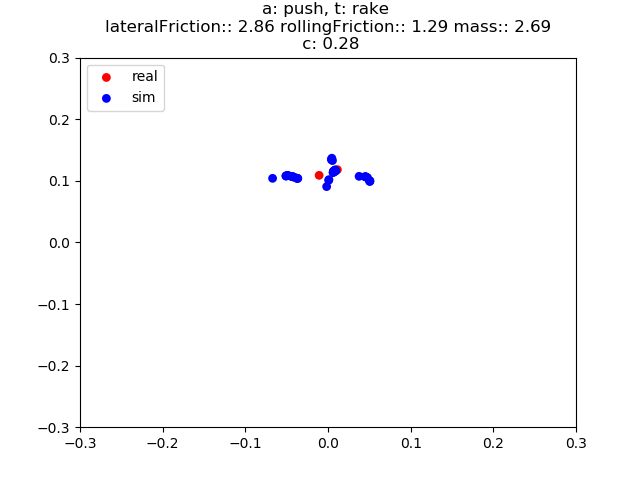 a: push, t: rake
lateralFriction:: 2.86 rollingFriction:: 1.29 mass:: 2.69
c: 0.28
real
sim
0.3
0.2
0.1
0.0
−0.1
−0.2
−0.3
−0.3
−0.2
−0.1
0.0
0.1
0.2
0.3